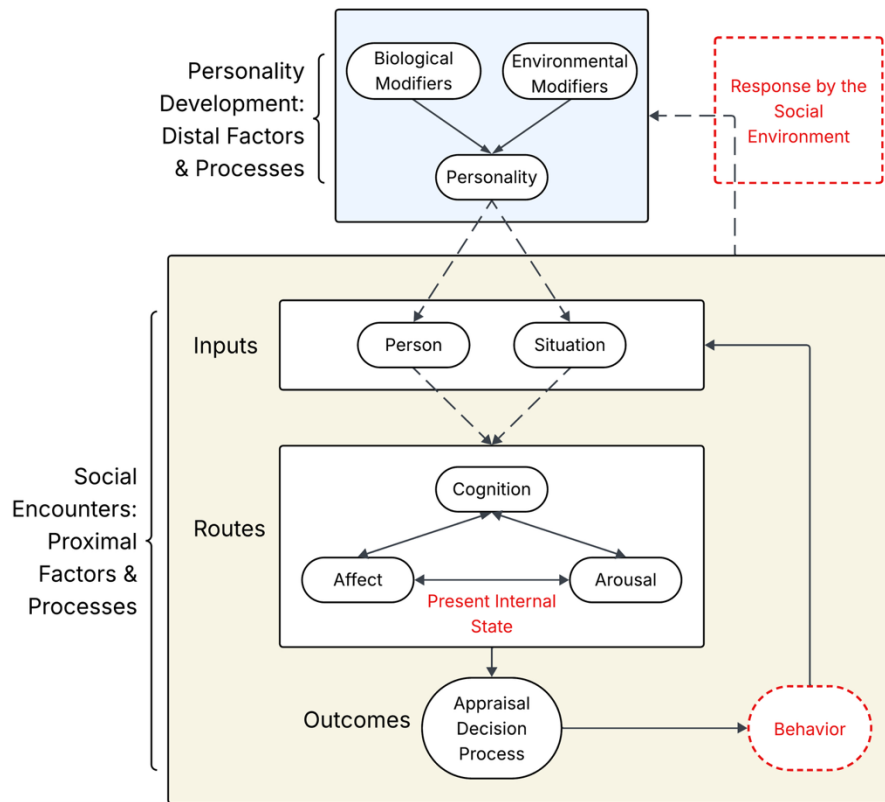 Personality
Development:
Distal Factors
& Processes
Biological
Modifiers
Environmental
Modifiers
Personality
Response by the
Social
Environment
Social
Encounters:
Proximal
Factors &
Processes
Inputs
Person
Situation
Routes
Cognition
Affect
Arousal
Present Internal
State
Outcomes
Appraisal
Decision
Process
Behavior